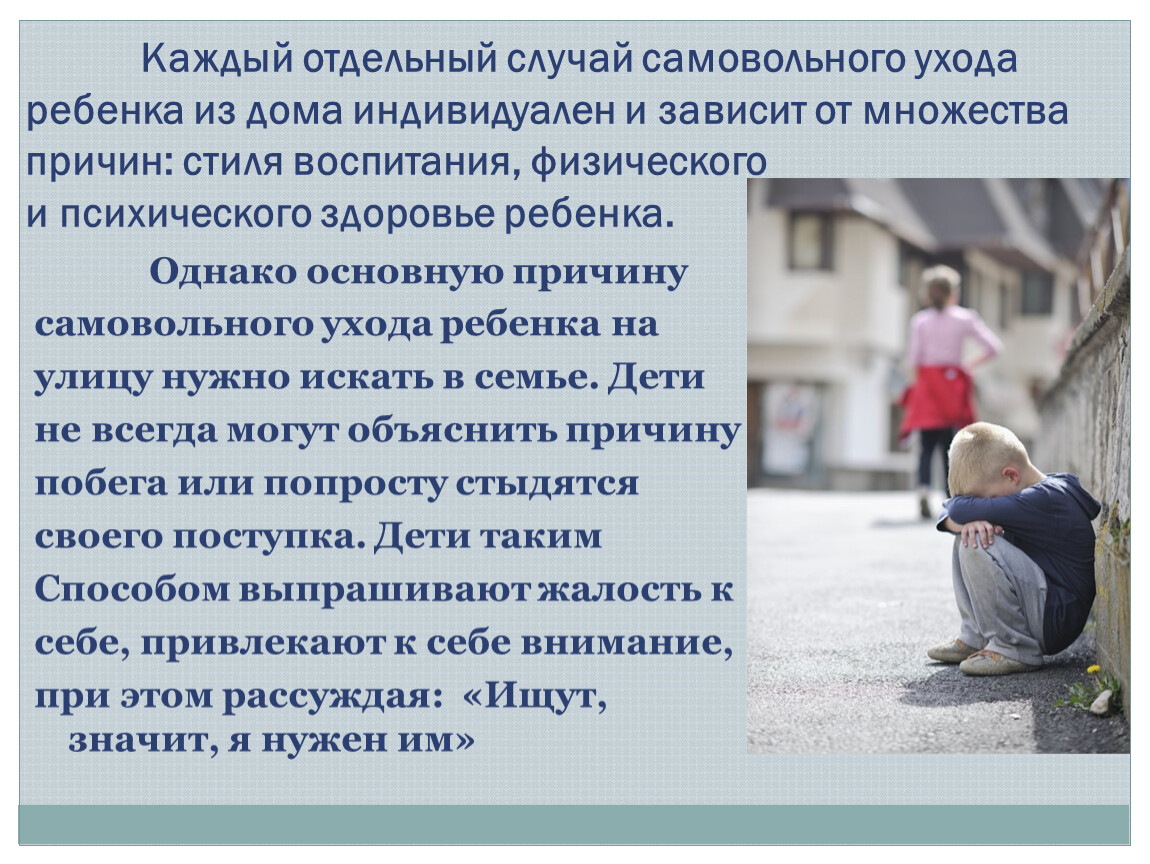 Каждый отдельный случай самовольного ухода
ребенка из дома индивидуален и зависит от множества
причин: стиля воспитания, физического
и психического здоровье ребенка.
Однако основную причину
самовольного ухода ребенка на
улицу нужно искать в семье. Дети
не всегда могут объяснить причину
побега или попросту стыдятся
своего поступка. Дети таким
Способом выпрашивают жалость к
себе, привлекают к себе внимание,
при этом рассуждая: «Ищут,
значит, я нужен им»